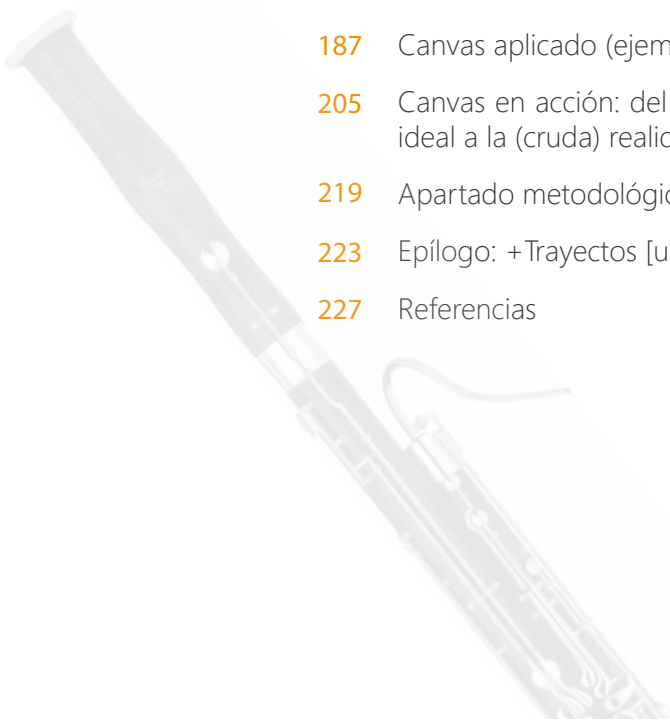 187 Canvas aplicado (ejem
205 Canvas en acción: del
ideal a la (cruda) realid
219 Apartado metodológic
223 Epílogo: +Trayectos [u
227 Referencias